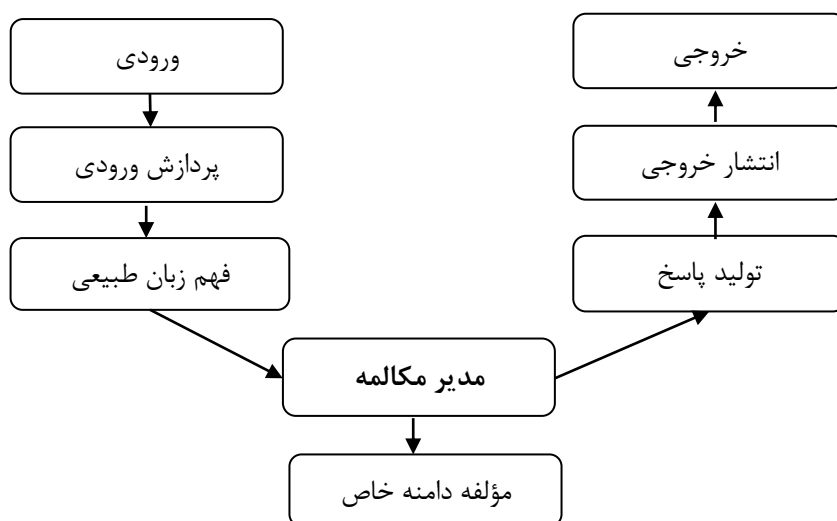 ورودی
خروجی
پردازش ورودی
انتشار خروجی
فهم زبان طبیعی
تولید پاسخ
مدیر مکالمه
مؤلفه دامنه خاص